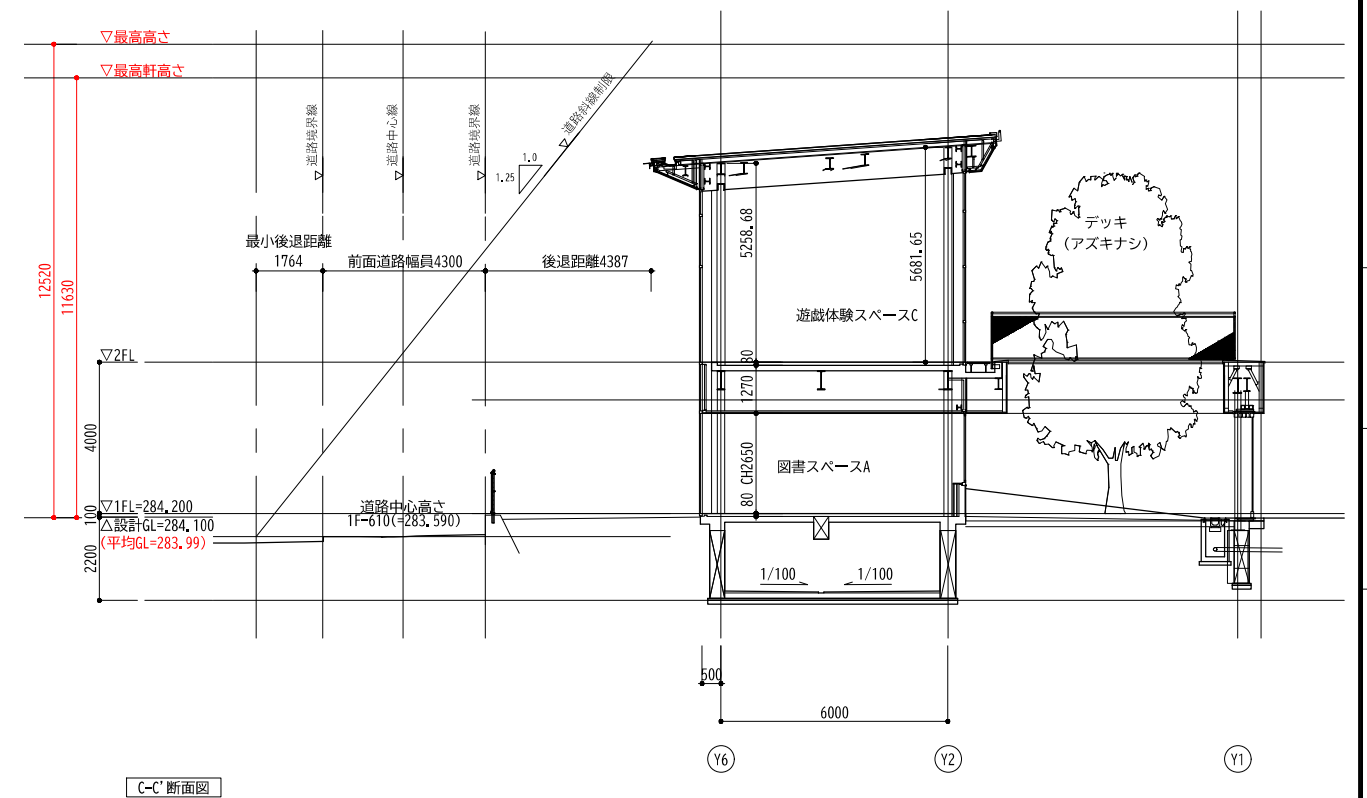 ▽最高高さ
▽最高軒高さ
道路境界線
道路中心線
道路境界線
道路斜線制限
1.0
1.25
最小後退距離
1764
前面道路幅員4300
後退距離4387
12520
11630
5258.68
5681.65
デッキ
(アズキナシ)
遊戯体験スペースC
▽2FL
80
1270
4000
CH2650
図書スペースA
80
▽1FL=284.200
100
△設計GL=284.100
(平均GL=283.99)
道路中心高さ
1F-610(=283.590)
2200
1/100
1/100
500
6000
Y6
Y2
Y1
C-C'断面図